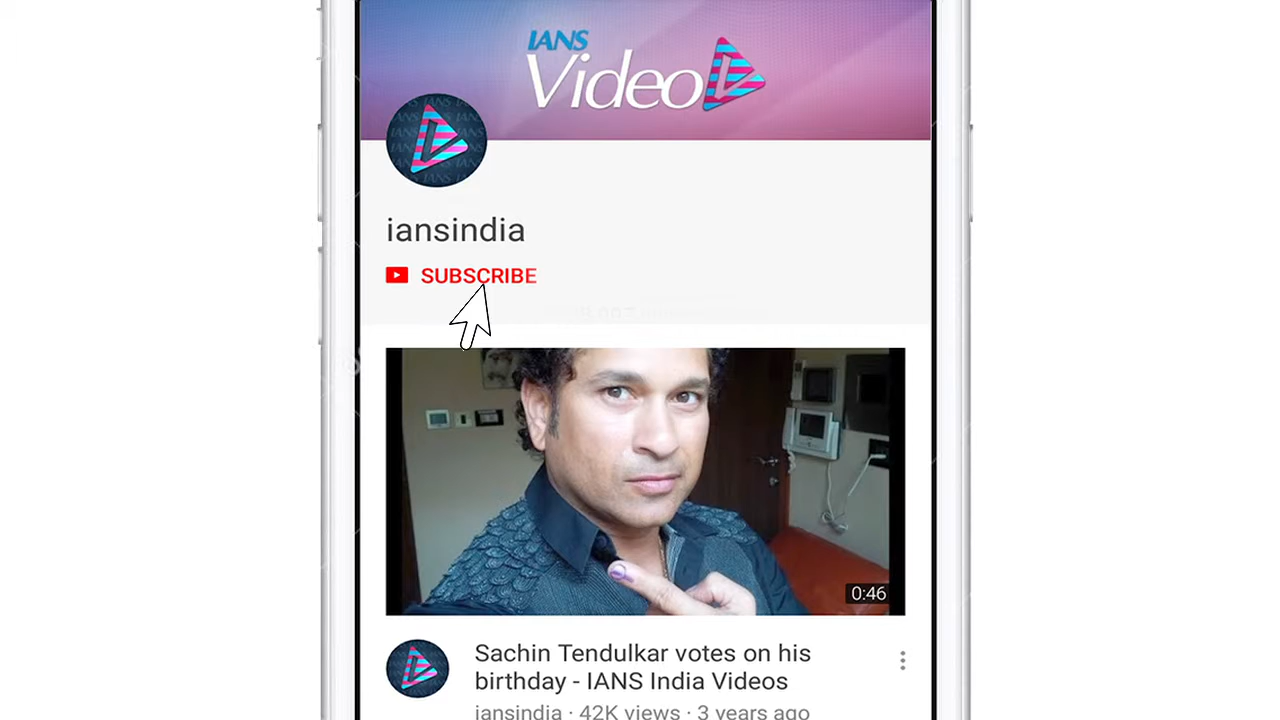 IANS
Video
iansindia
SUBSCRIBE
0:46
Sachin Tendulkar votes on his
birthday - IANS India Videos
iansindia · 42K views · 3 years ago